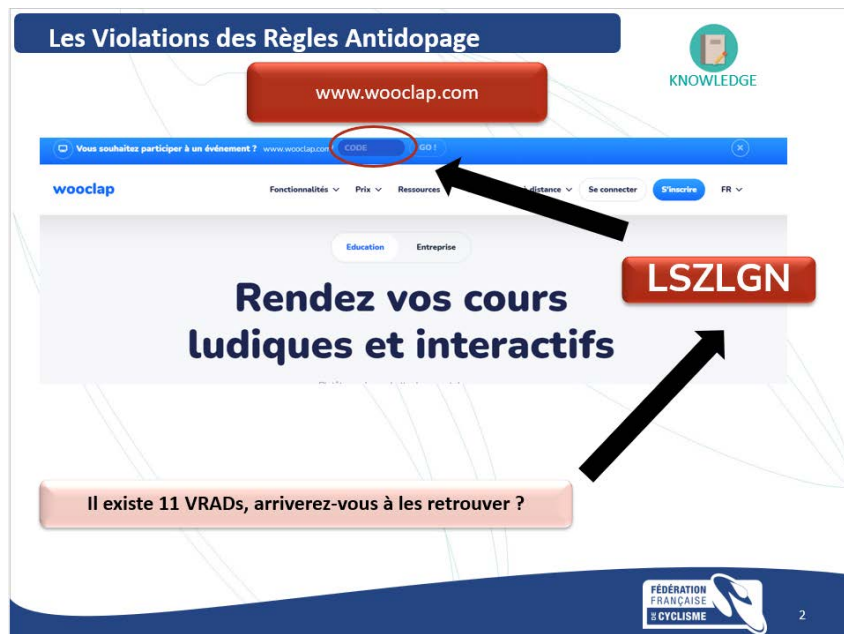 Les Violations des Règles Antidopage
KNOWLEDGE
www.wooclap.com
Vous souhaitez participer à un événement ? www.wooclap.com/ CODE GO !
wooclap Fonctionnalités Prix Ressources à distance Se connecter S'inscrire FR
Education Entreprise
LSZLGN
Rendez vos cours
ludiques et interactifs
Il existe 11 VRADs, arriverez-vous à les retrouver ?
FÉDÉRATION
FRANÇAISE
DE CYCLISME
2